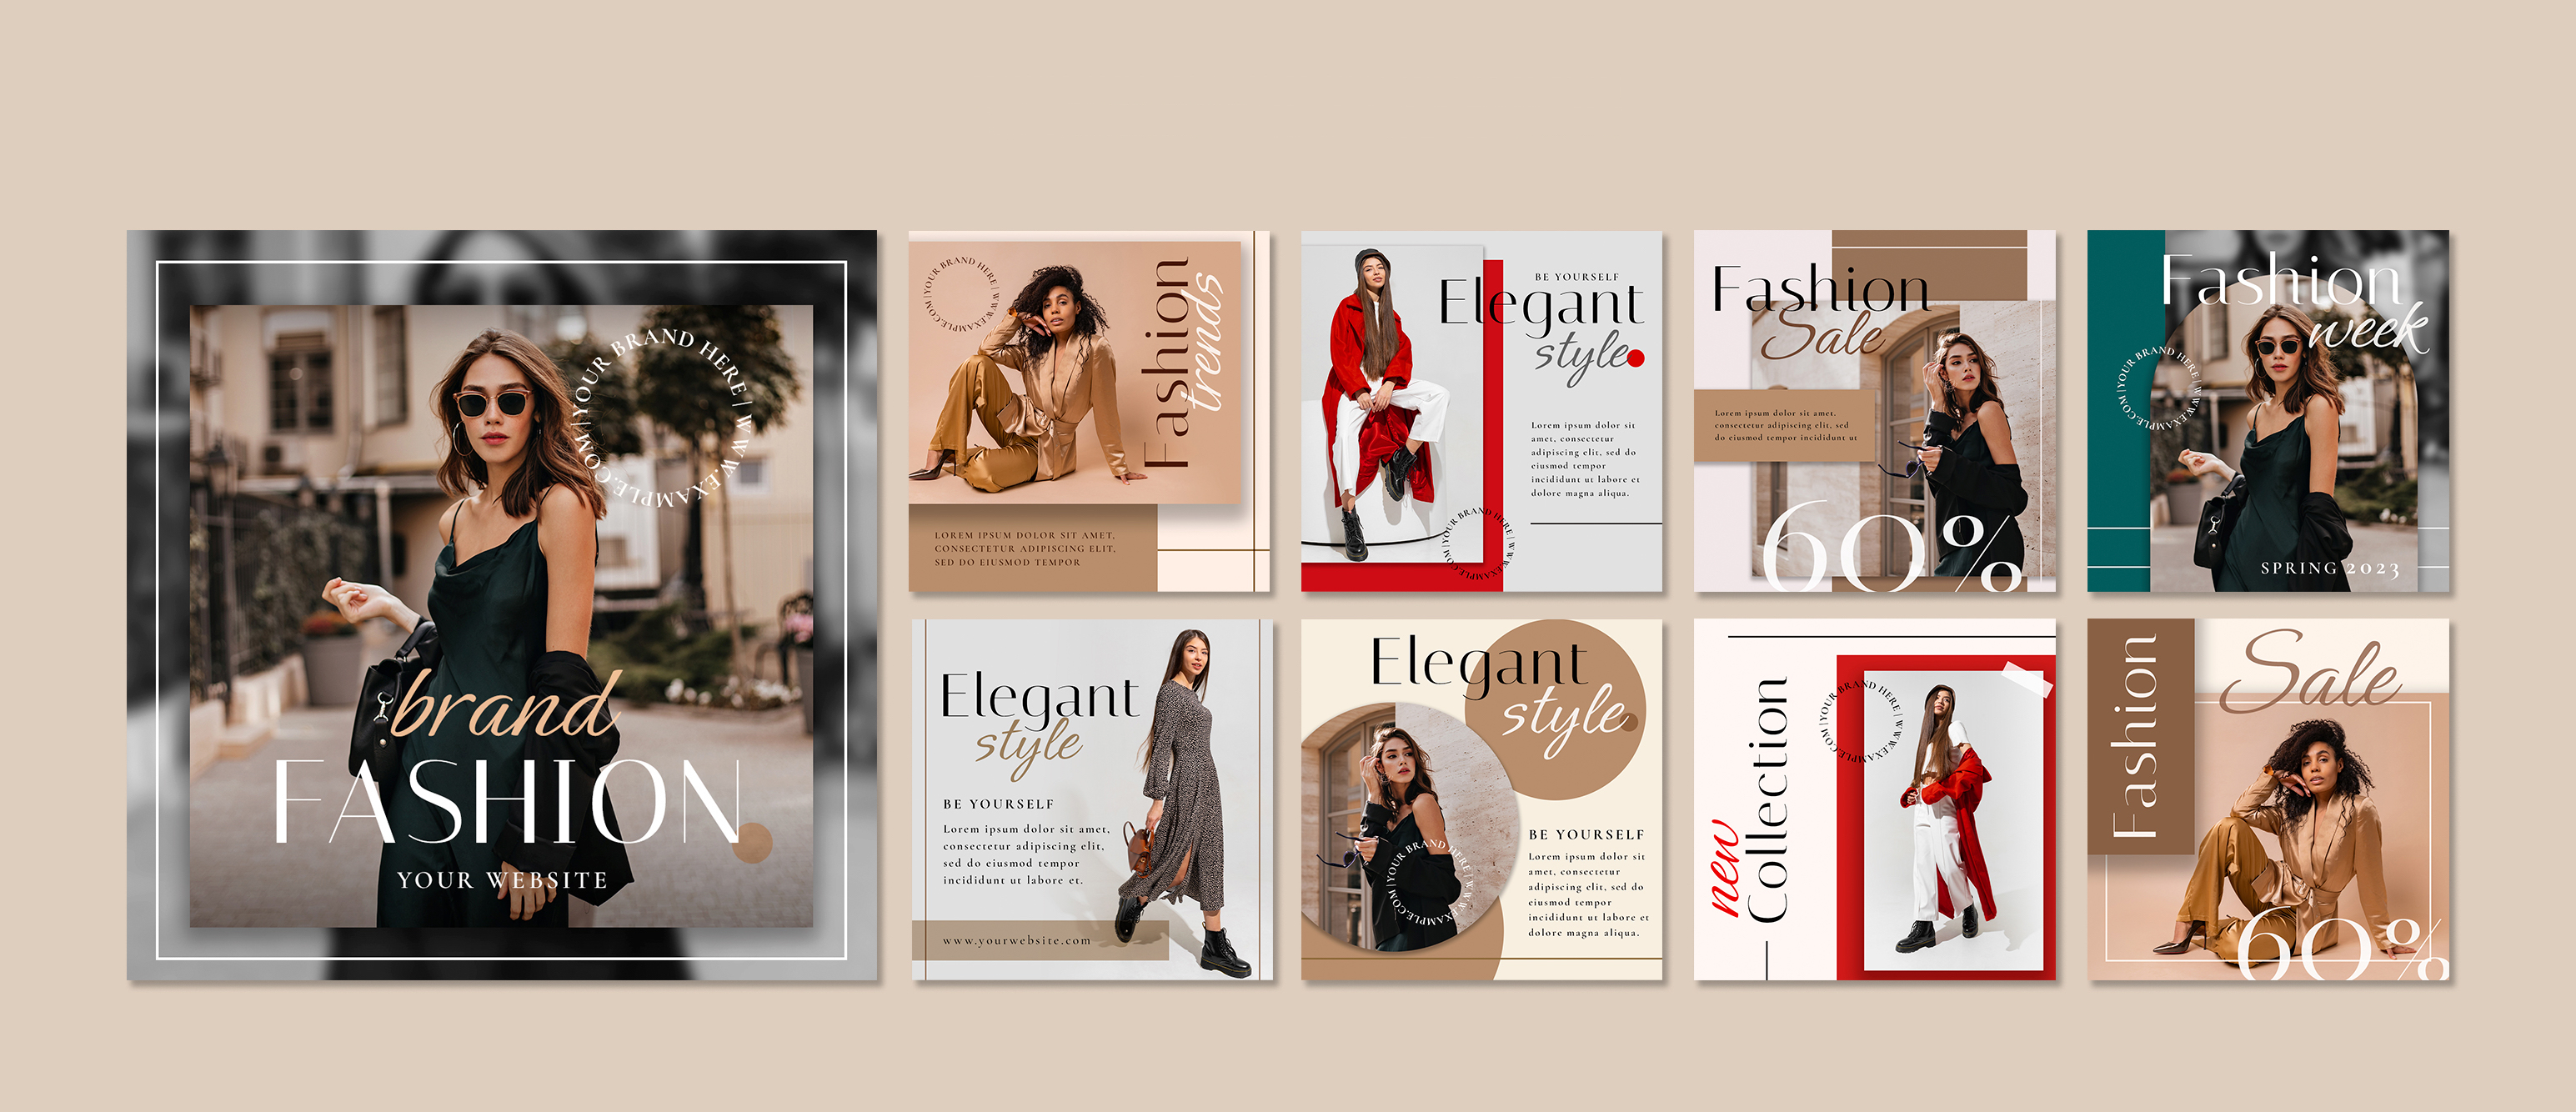 YOUR BRAND HERE | WWW.EXAMPLE.COM |
brand
FASHION
YOUR WEBSITE
YOUR BRAND HERE | WWW.EXAMPLE.COM |
Fashion
trends
LOREM IPSUM DOLOR SIT AMET,
CONSECTETUR ADIPISCING ELIT,
SED DO EIUSMOD TEMPOR
BE YOURSELF
Elegant
style
Lorem ipsum dolor sit
amet, consectetur
adipiscing elit, sed do
eiusmod tempor
incididunt ut labore et
dolore magna aliqua.
YOUR BRAND HERE | WWW.EXAMPLE.COM |
Fashion
Sale
Lorem ipsum dolor sit amet,
consectetur adipiscing elit, sed
do eiusmod tempor incididunt ut
60%
Fashion
week
YOUR BRAND HERE | WWW.EXAMPLE.COM |
SPRING 2023
Elegant
style
BE YOURSELF
Lorem ipsum dolor sit amet,
consectetur adipiscing elit,
sed do eiusmod tempor
incididunt ut labore et.
www.yourwebsite.com
Elegant
style
BE YOURSELF
Lorem ipsum dolor sit
amet, consectetur
adipiscing elit, sed do
eiusmod tempor
incididunt ut labore et
dolore magna aliqua.
YOUR BRAND HERE | WWW.EXAMPLE.COM |
new
Collection
YOUR BRAND HERE | WWW.EXAMPLE.COM |
Fashion
Sale
60%